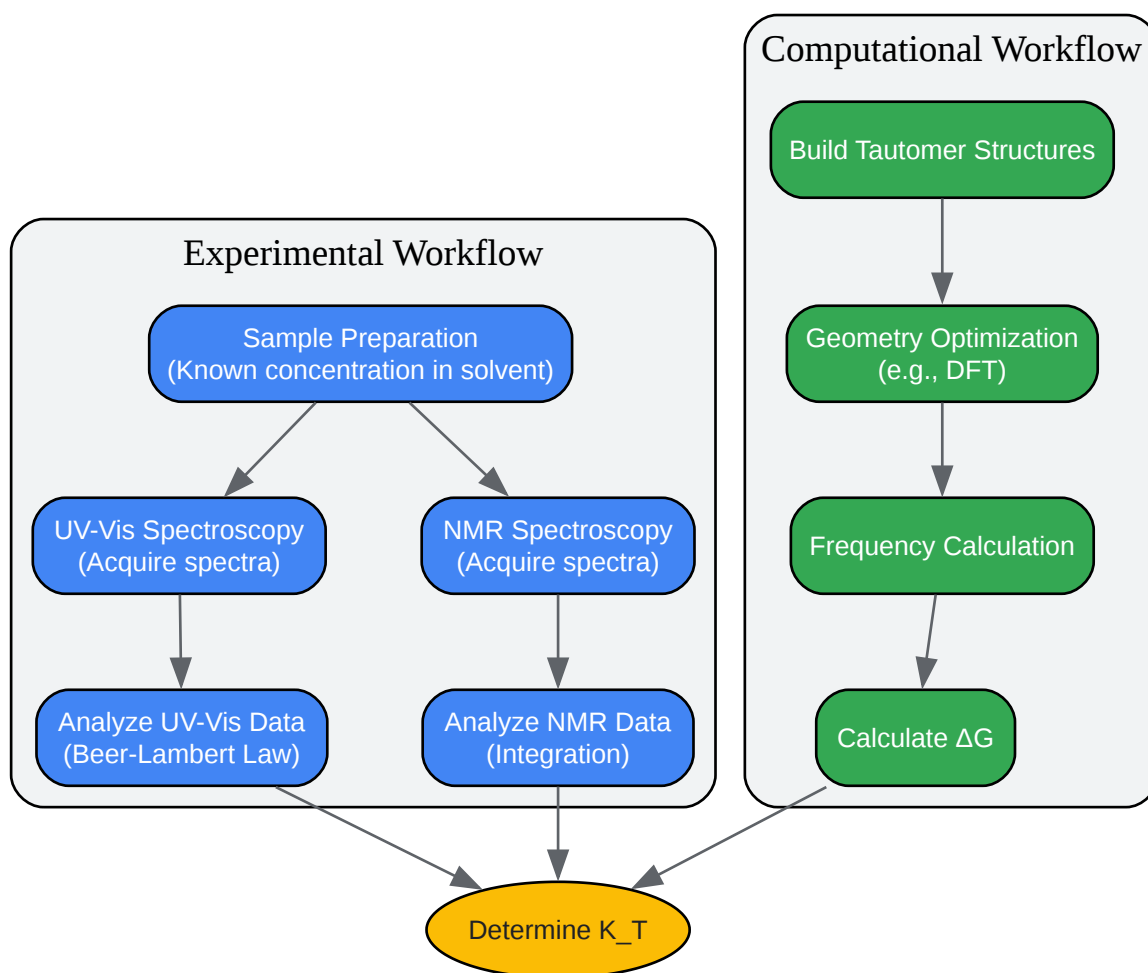 Computational Workflow
Build Tautomer Structures
Geometry Optimization
(e.g., DFT)
Frequency Calculation
Calculate ΔG
Experimental Workflow
Sample Preparation
(Known concentration in solvent)
UV-Vis Spectroscopy
(Acquire spectra)
NMR Spectroscopy
(Acquire spectra)
Analyze UV-Vis Data
(Beer-Lambert Law)
Analyze NMR Data
(Integration)
Determine K_T